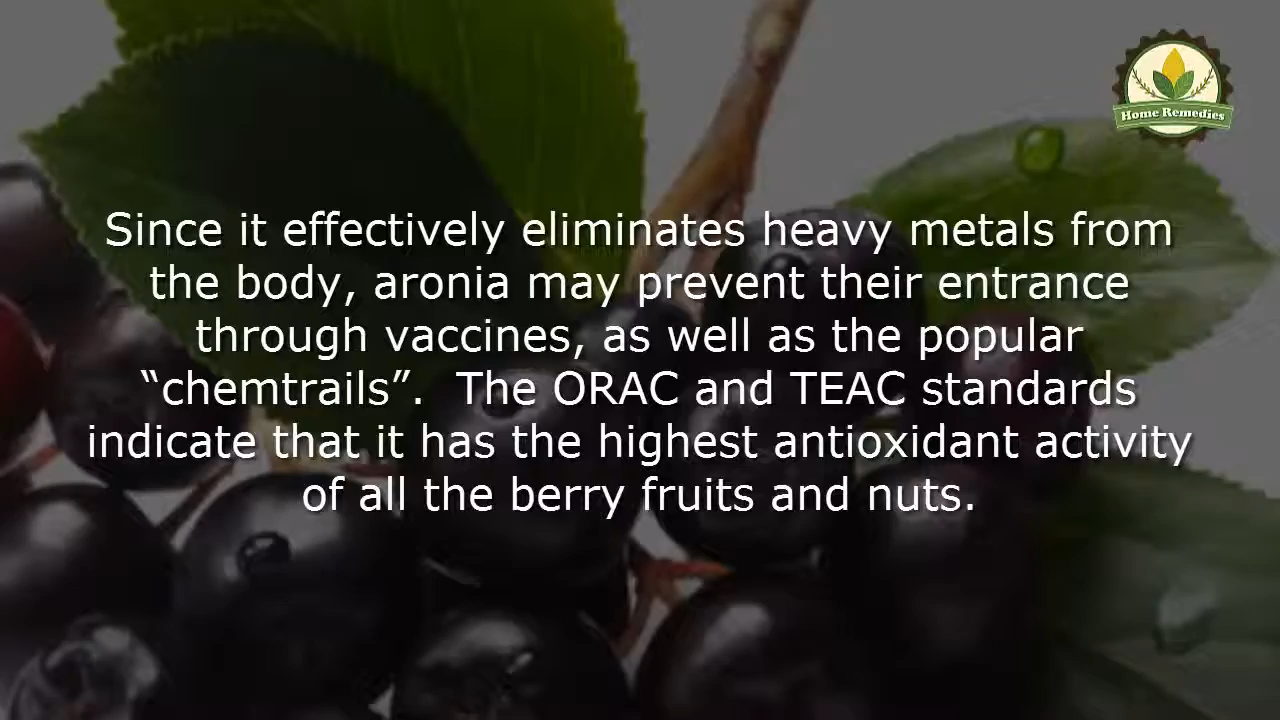 Home Remedies
Since it effectively eliminates heavy metals from
the body, aronia may prevent their entrance
through vaccines, as well as the popular
“chemtrails”.  The ORAC and TEAC standards
indicate that it has the highest antioxidant activity
of all the berry fruits and nuts.